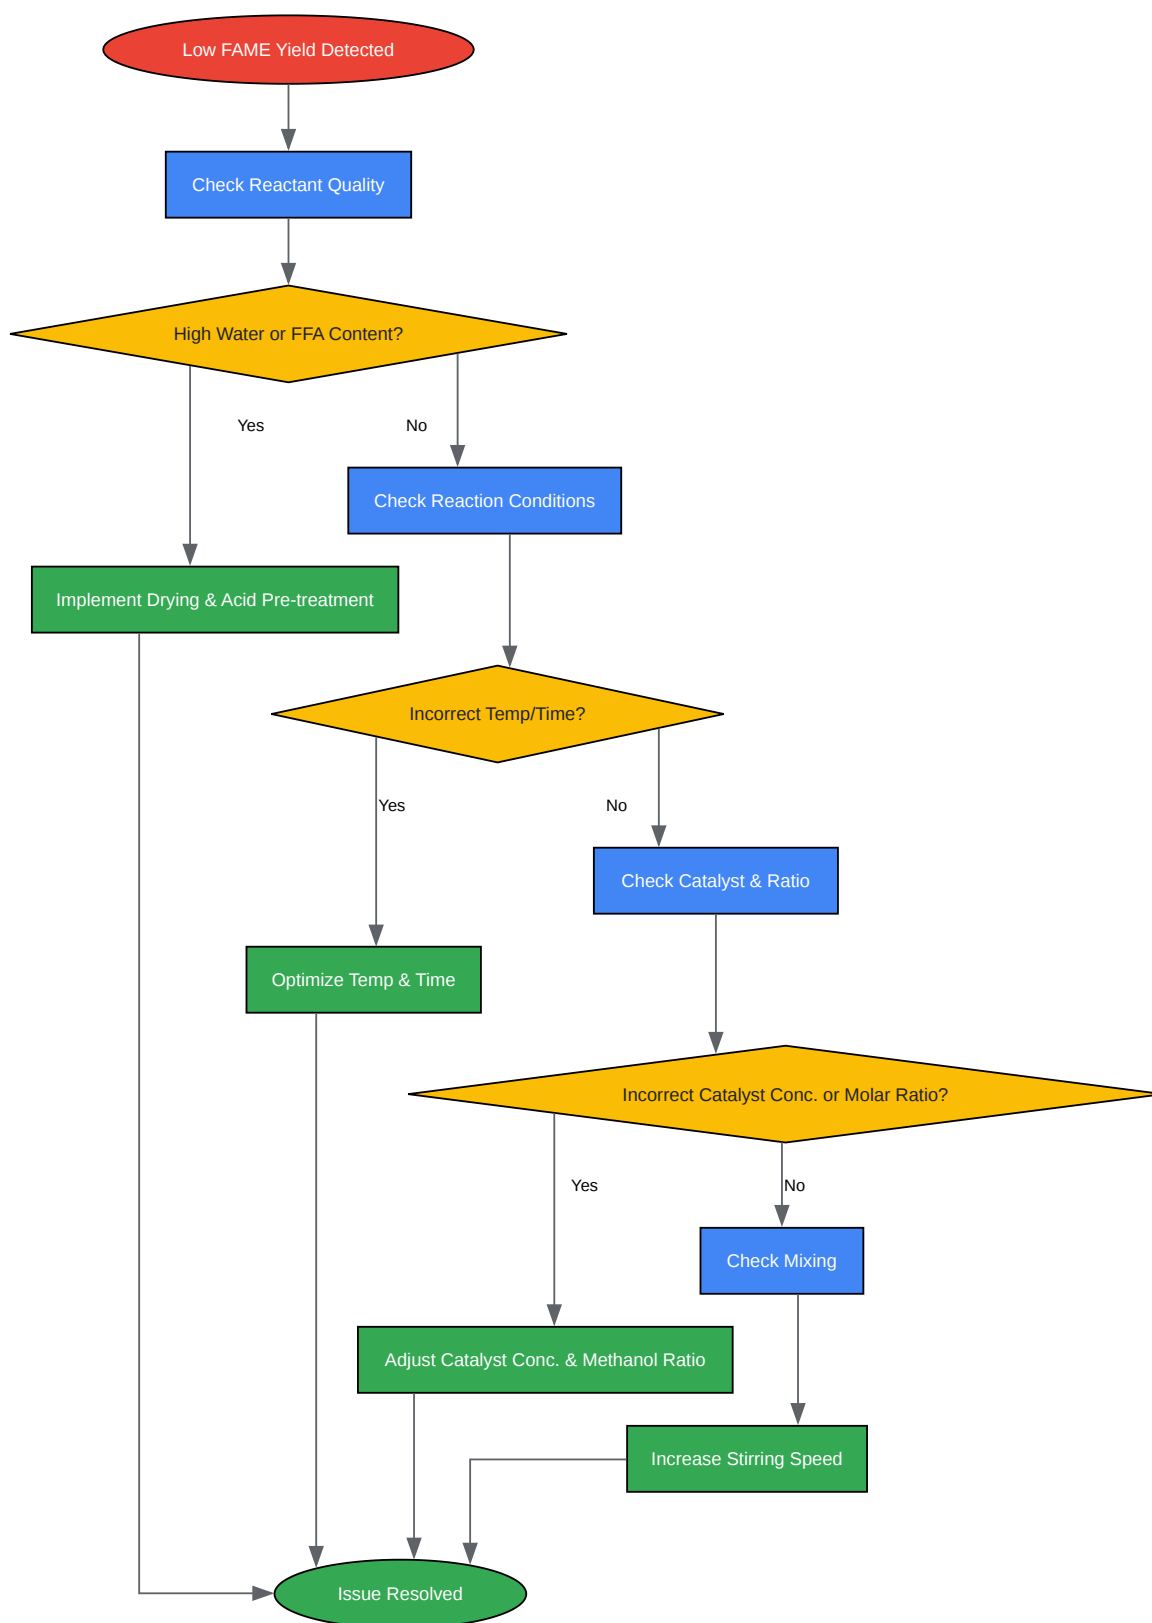 Low FAME Yield Detected
Check Reactant Quality
High Water or FFA Content?
Yes
No
Check Reaction Conditions
Implement Drying & Acid Pre-treatment
Incorrect Temp/Time?
Yes
No
Check Catalyst & Ratio
Optimize Temp & Time
Incorrect Catalyst Conc. or Molar Ratio?
Yes
No
Check Mixing
Adjust Catalyst Conc. & Methanol Ratio
Increase Stirring Speed
Issue Resolved